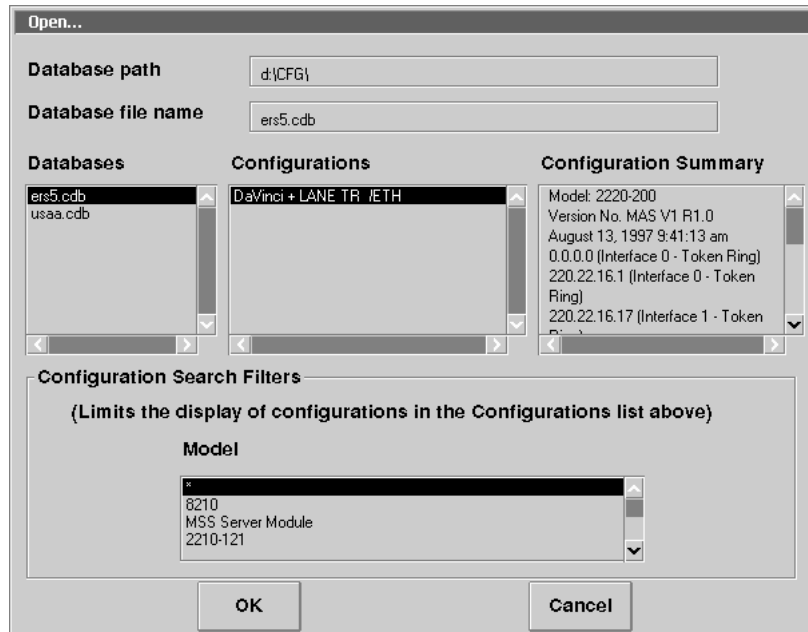 Open...
Database path
d:\CFG\
Database file name
ers5.cdb
Databases
Configurations
Configuration Summary
ers5.cdb
usaa.cdb
DaVinci + LANE TR /ETH
Model: 2220-200
Version No. MAS V1 R1.0
August 13, 1997 9:41:13 am
0.0.0.0 (Interface 0 - Token Ring)
220.22.16.1 (Interface 0 - Token
Ring)
220.22.16.17 (Interface 1 - Token
Configuration Search Filters
(Limits the display of configurations in the Configurations list above)
Model
*
8210
MSS Server Module
2210-121
OK
Cancel